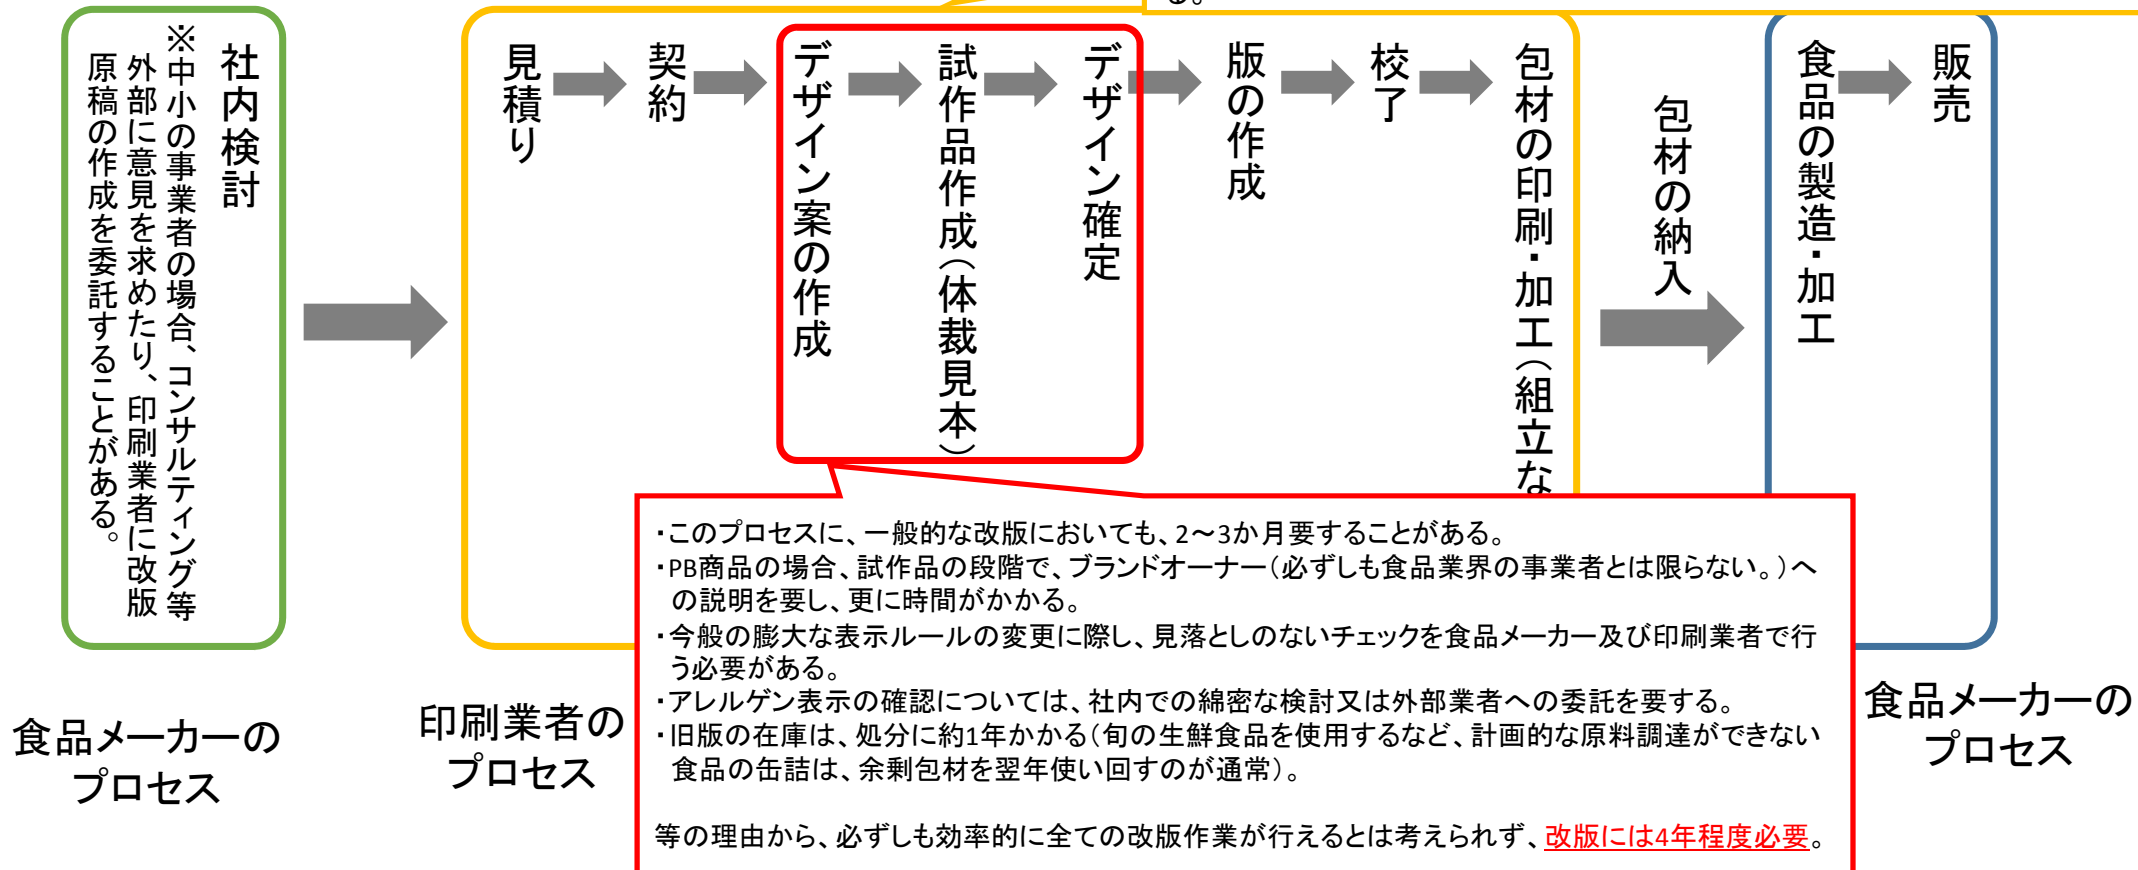 る。
社内検討
※中小の事業者の場合、コンサルティング等
外部に意見を求めたり、印刷業者に改版
原稿の作成を委託することがある。
見積り
契約
デザイン案の作成
試作品作成（体裁見本）
デザイン確定
版の作成
校了
包材の印刷・加工（組立な
包材の納入
食品の製造・加工
販売
・このプロセスに、一般的な改版においても、2～3か月要することがある。
・PB商品の場合、試作品の段階で、ブランドオーナー（必ずしも食品業界の事業者とは限らない。）へ
の説明を要し、更に時間がかかる。
・今般の膨大な表示ルールの変更に際し、見落としのないチェックを食品メーカー及び印刷業者で行
う必要がある。
・アレルゲン表示の確認については、社内での綿密な検討又は外部業者への委託を要する。
・旧版の在庫は、処分に約1年かかる（旬の生鮮食品を使用するなど、計画的な原料調達ができない
食品の缶詰は、余剰包材を翌年使い回すのが通常）。
等の理由から、必ずしも効率的に全ての改版作業が行えるとは考えられず、改版には4年程度必要。
食品メーカーの
プロセス
印刷業者の
プロセス
食品メーカーの
プロセス